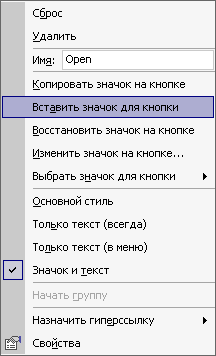 Сброс
Удалить
Имя: Open
Копировать значок на кнопке
Вставить значок для кнопки
Восстановить значок на кнопке
Изменить значок на кнопке...
Выбрать значок для кнопки
Основной стиль
Только текст (всегда)
Только текст (в меню)
Значок и текст
Начать группу
Назначить гиперссылку
Свойства